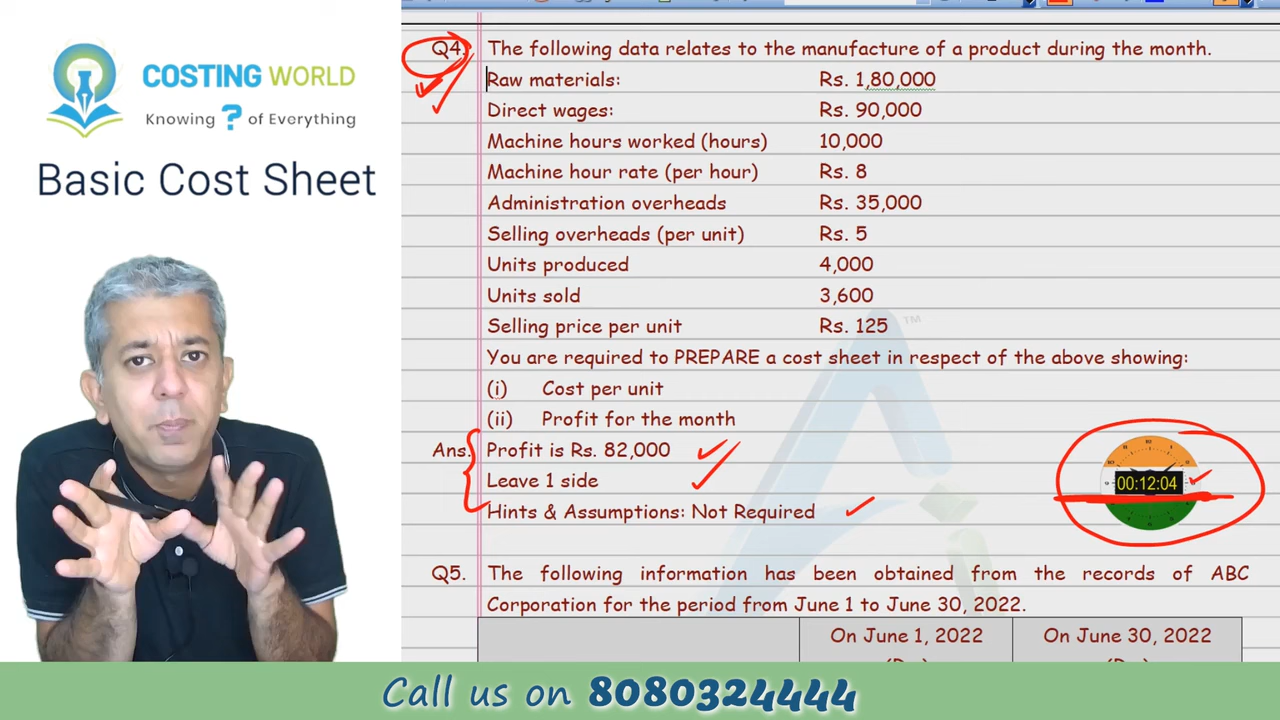 COSTING WORLD
Knowing ? of Everything
Basic Cost Sheet
Q4. The following data relates to the manufacture of a product during the month.
Raw materials: Rs. 1,80,000
Direct wages: Rs. 90,000
Machine hours worked (hours) 10,000
Machine hour rate (per hour) Rs. 8
Administration overheads Rs. 35,000
Selling overheads (per unit) Rs. 5
Units produced 4,000
Units sold 3,600
Selling price per unit Rs. 125
TM
You are required to PREPARE a cost sheet in respect of the above showing:
(i) Cost per unit
(ii) Profit for the month
Ans. Profit is Rs. 82,000
Leave 1 side
00:12:04
Hints & Assumptions: Not Required
Q5. The following information has been obtained from the records of ABC
Corporation for the period from June 1 to June 30, 2022.
On June 1, 2022 On June 30, 2022
Call us on 8080324444